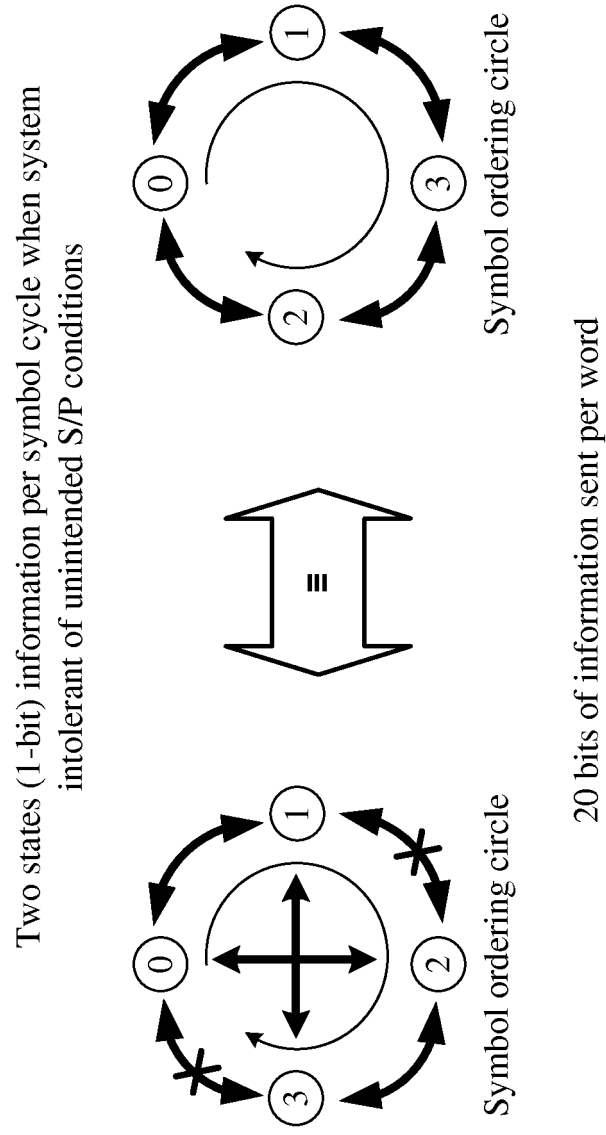 Two states (1-bit) information per symbol cycle when system
intolerant of unintended S/P conditions
0
3
1
2
Symbol ordering circle
≡
0
2
1
3
Symbol ordering circle
20 bits of information sent per word